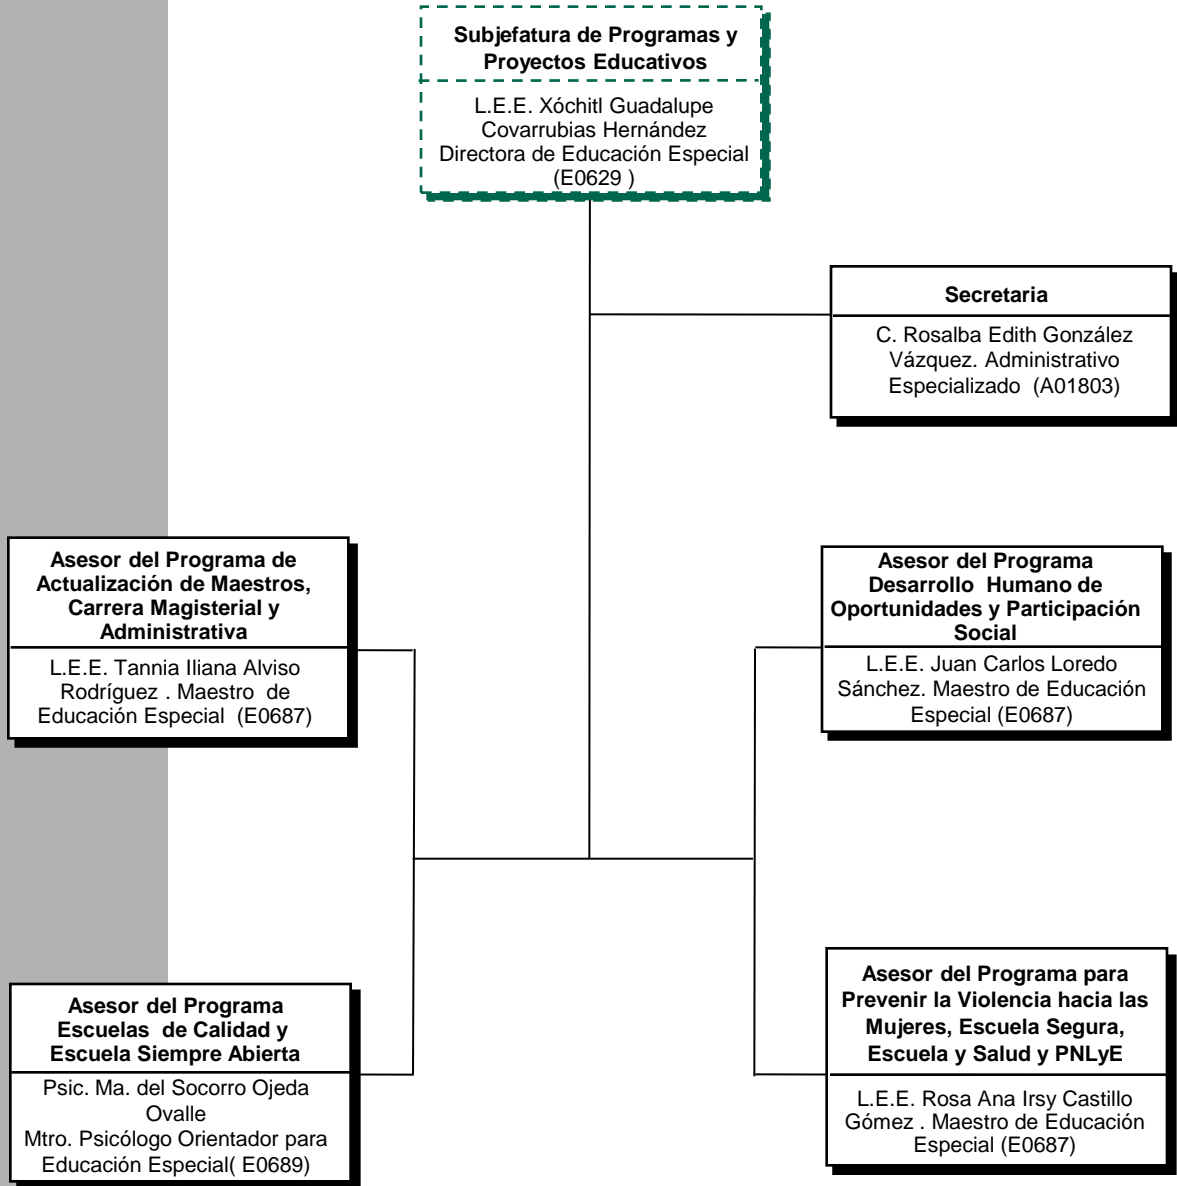 Subjefatura de Programas y
Proyectos Educativos
L.E.E. Xóchitl Guadalupe
Covarrubias Hernández
Directora de Educación Especial
(E0629 )
Secretaria
C. Rosalba Edith González
Vázquez. Administrativo
Especializado (A01803)
Asesor del Programa de
Actualización de Maestros,
Carrera Magisterial y
Administrativa
L.E.E. Tannia Iliana Alviso
Rodríguez . Maestro de
Educación Especial (E0687)
Asesor del Programa
Desarrollo Humano de
Oportunidades y Participación
Social
L.E.E. Juan Carlos Loredo
Sánchez. Maestro de Educación
Especial (E0687)
Asesor del Programa
Escuelas de Calidad y
Escuela Siempre Abierta
Psic. Ma. del Socorro Ojeda
Ovalle
Mtro. Psicólogo Orientador para
Educación Especial( E0689)
Asesor del Programa para
Prevenir la Violencia hacia las
Mujeres, Escuela Segura,
Escuela y Salud y PNLyE
L.E.E. Rosa Ana Irsy Castillo
Gómez . Maestro de Educación
Especial (E0687)